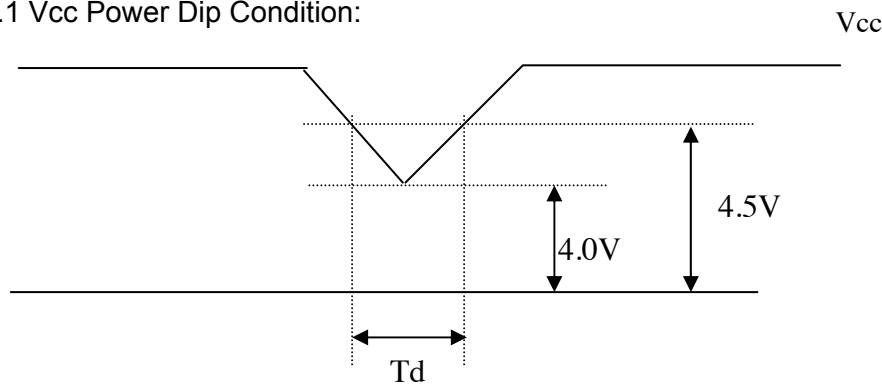 .1 Vcc Power Dip Condition:
Vcc
4.5V
4.0V
Td